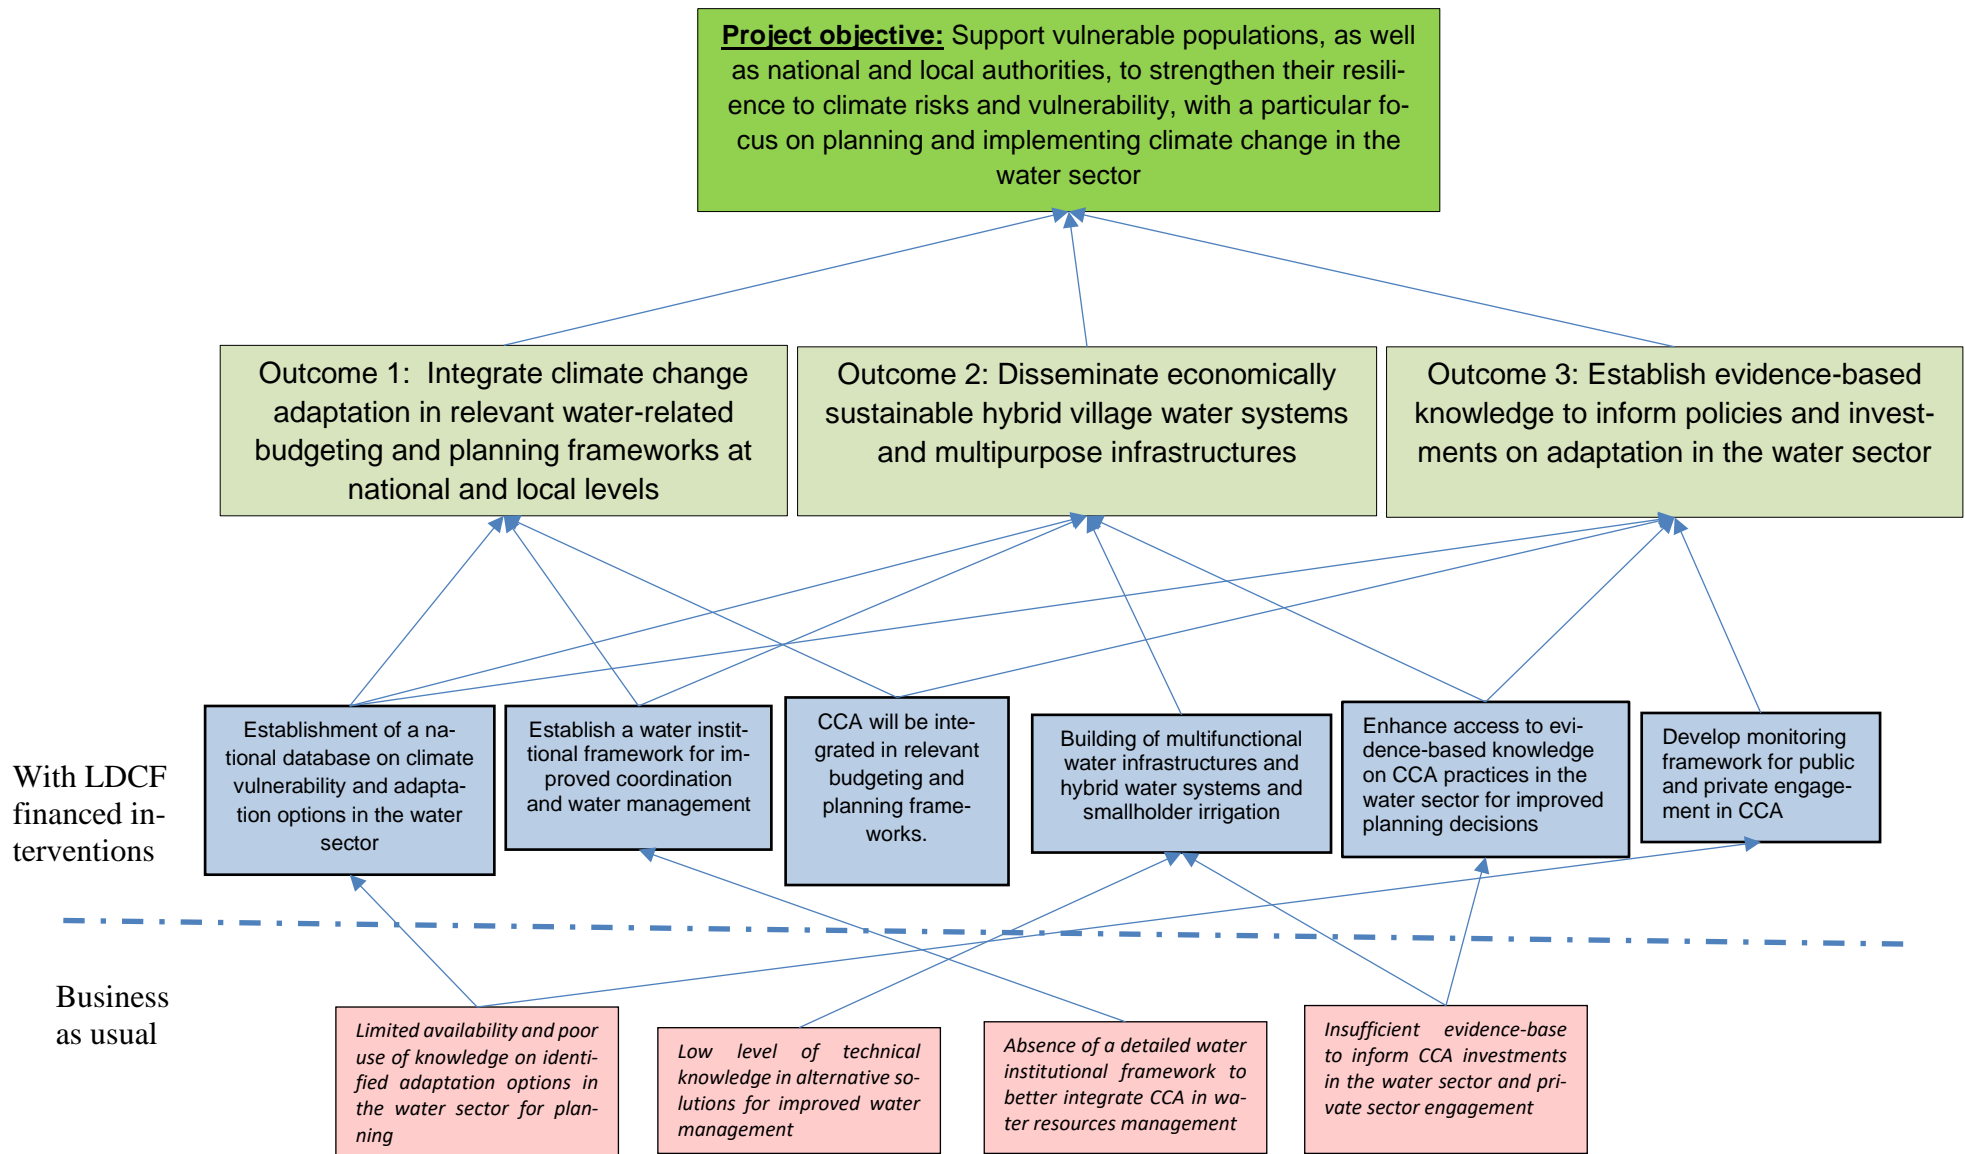 Project objective: Support vulnerable populations, as well
as national and local authorities, to strengthen their resili-
ence to climate risks and vulnerability, with a particular fo-
cus on planning and implementing climate change in the
water sector
Outcome 1:  Integrate climate change
adaptation in relevant water-related
budgeting and planning frameworks at
national and local levels
Outcome 2: Disseminate economically
sustainable hybrid village water systems
and multipurpose infrastructures
Outcome 3: Establish evidence-based
knowledge to inform policies and invest-
ments on adaptation in the water sector
With LDCF
financed in-
terventions
Establishment of a na-
tional database on climate
vulnerability and adapta-
tion options in the water
sector
Establish a water institu-
tional framework for im-
proved coordination
and water management
CCA will be inte-
grated in relevant
budgeting and
planning frame-
works.
Building of multifunctional
water infrastructures and
hybrid water systems and
smallholder irrigation
Enhance access to evi-
dence-based knowledge
on CCA practices in the
water sector for improved
planning decisions
Develop monitoring
framework for public
and private engage-
ment in CCA
Business
as usual
Limited availability and poor
use of knowledge on identi-
fied adaptation options in
the water sector for plan-
ning
Low level of technical
knowledge in alternative so-
lutions for improved water
management
Absence of a detailed water
institutional framework to
better integrate CCA in wa-
ter resources management
Insufficient evidence-base
to inform CCA investments
in the water sector and pri-
vate sector engagement